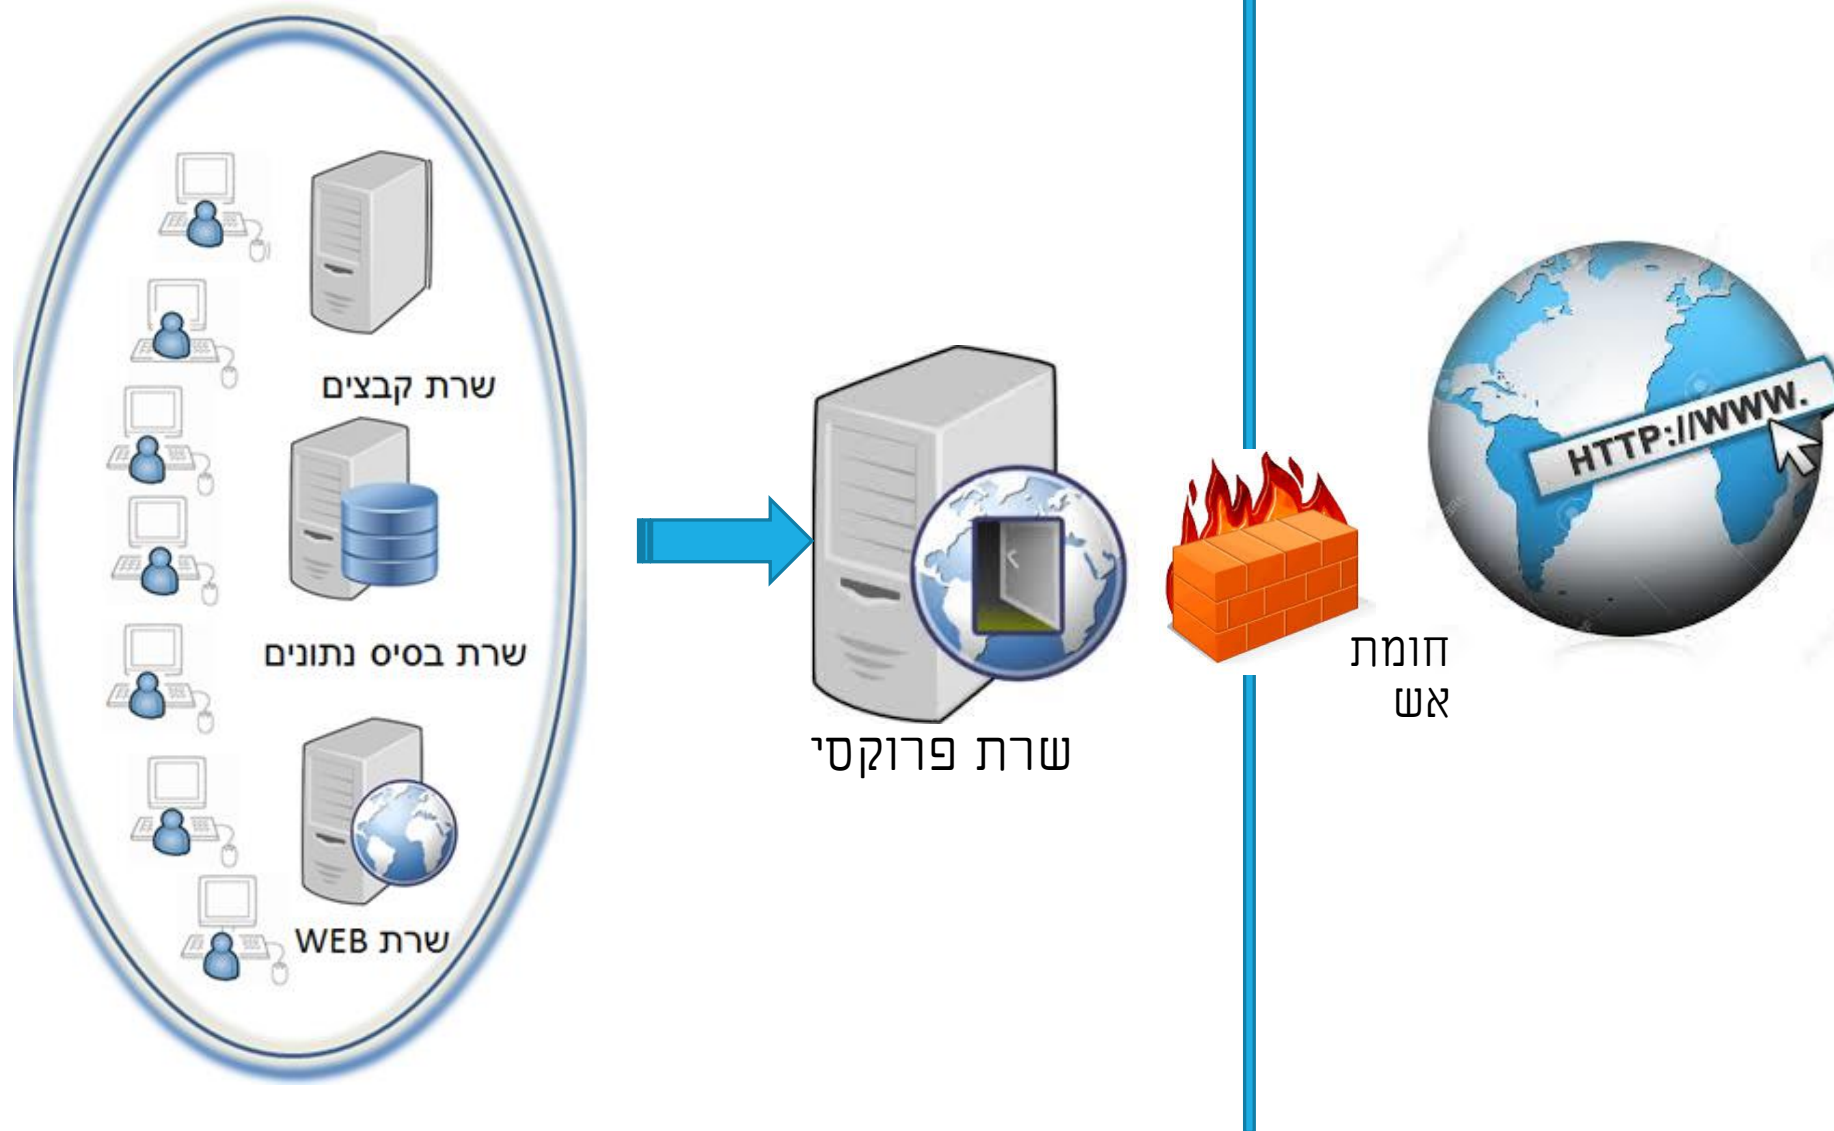 שרת קבצים
שרת בסיס נתונים
שרת WEB
שרת פרוקסי
חומת
אש
HTTP://WWW.